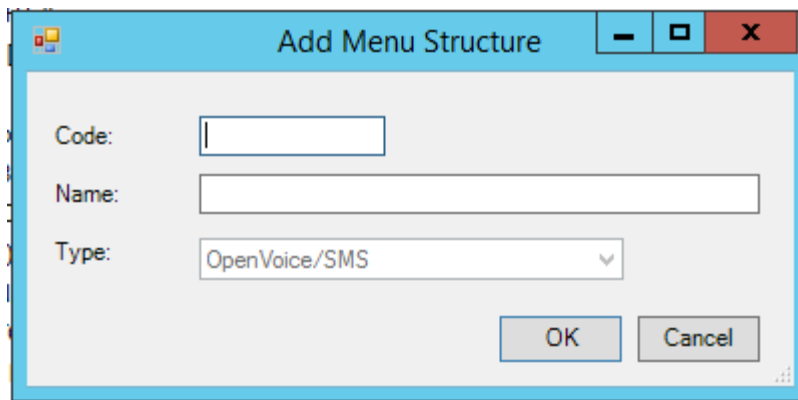 Add Menu Structure
Code:
Name:
Type:
OpenVoice/SMS
OK
Cancel